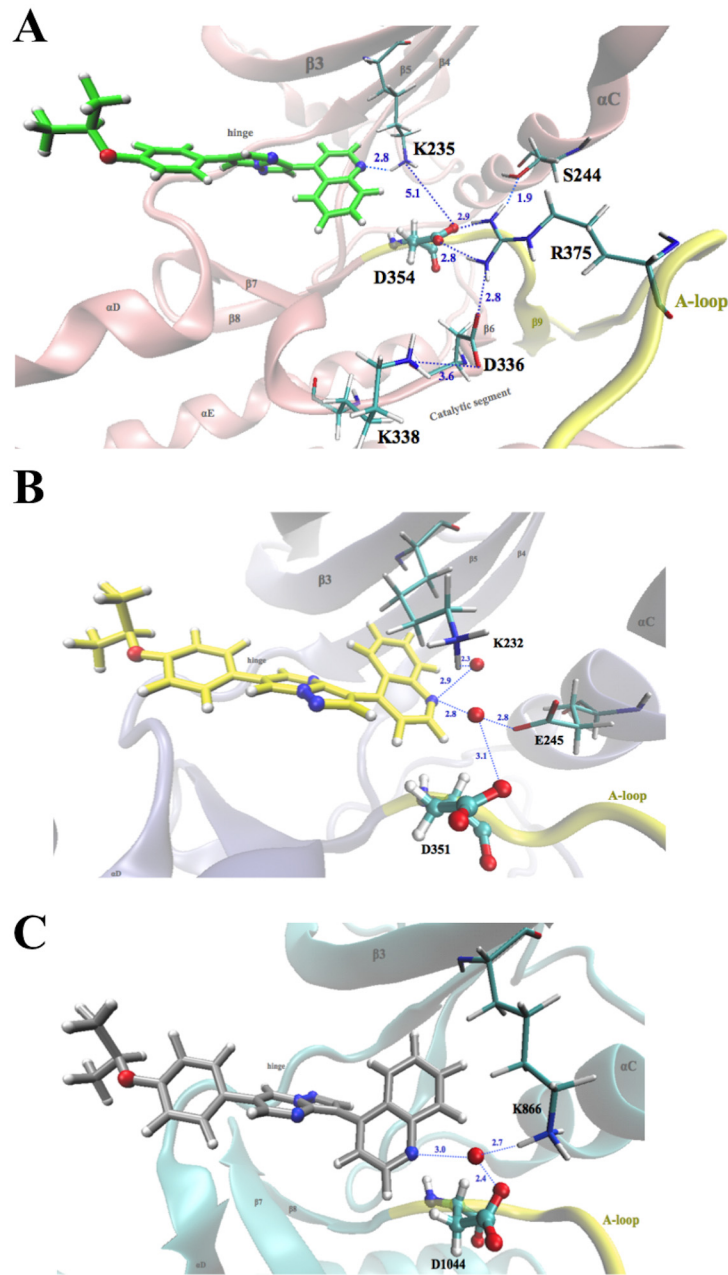 A
β3
β5
β4
αC
hinge
K235
2.8
S244
5.1
1.9
2.9
R375
D354
2.8
A-loop
2.8
β7
αD
β8
β6
β9
D336
3.6
αE
Catalytic segment
K338
B
β5
β4
β3
αC
K232
hinge
2.3
2.9
2.8
2.8
E245
3.1
A-loop
D351
αD
C
β3
αC
hinge
K866
2.7
3.0
2.4
β7
β8
A-loop
αD
D1044